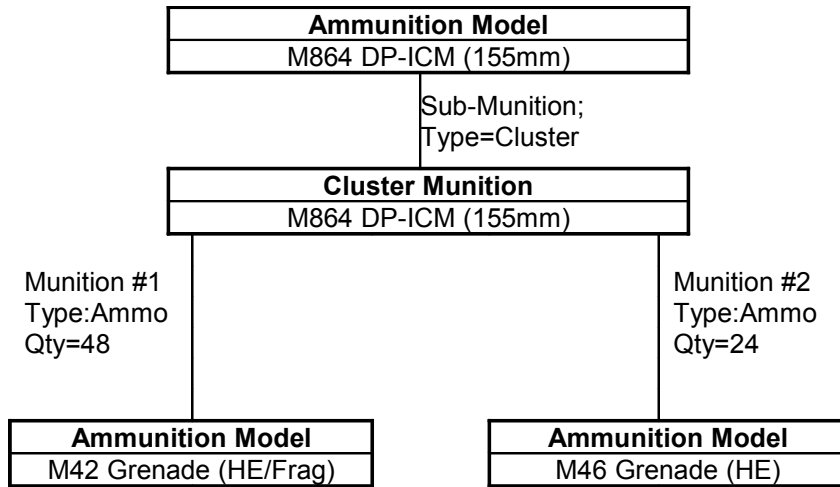 Ammunition Model
M864 DP-ICM (155mm)
Sub-Munition;
Type=Cluster
Cluster Munition
M864 DP-ICM (155mm)
Munition #1
Type:Ammo
Qty=48
Munition #2
Type:Ammo
Qty=24
Ammunition Model
M42 Grenade (HE/Frag)
Ammunition Model
M46 Grenade (HE)